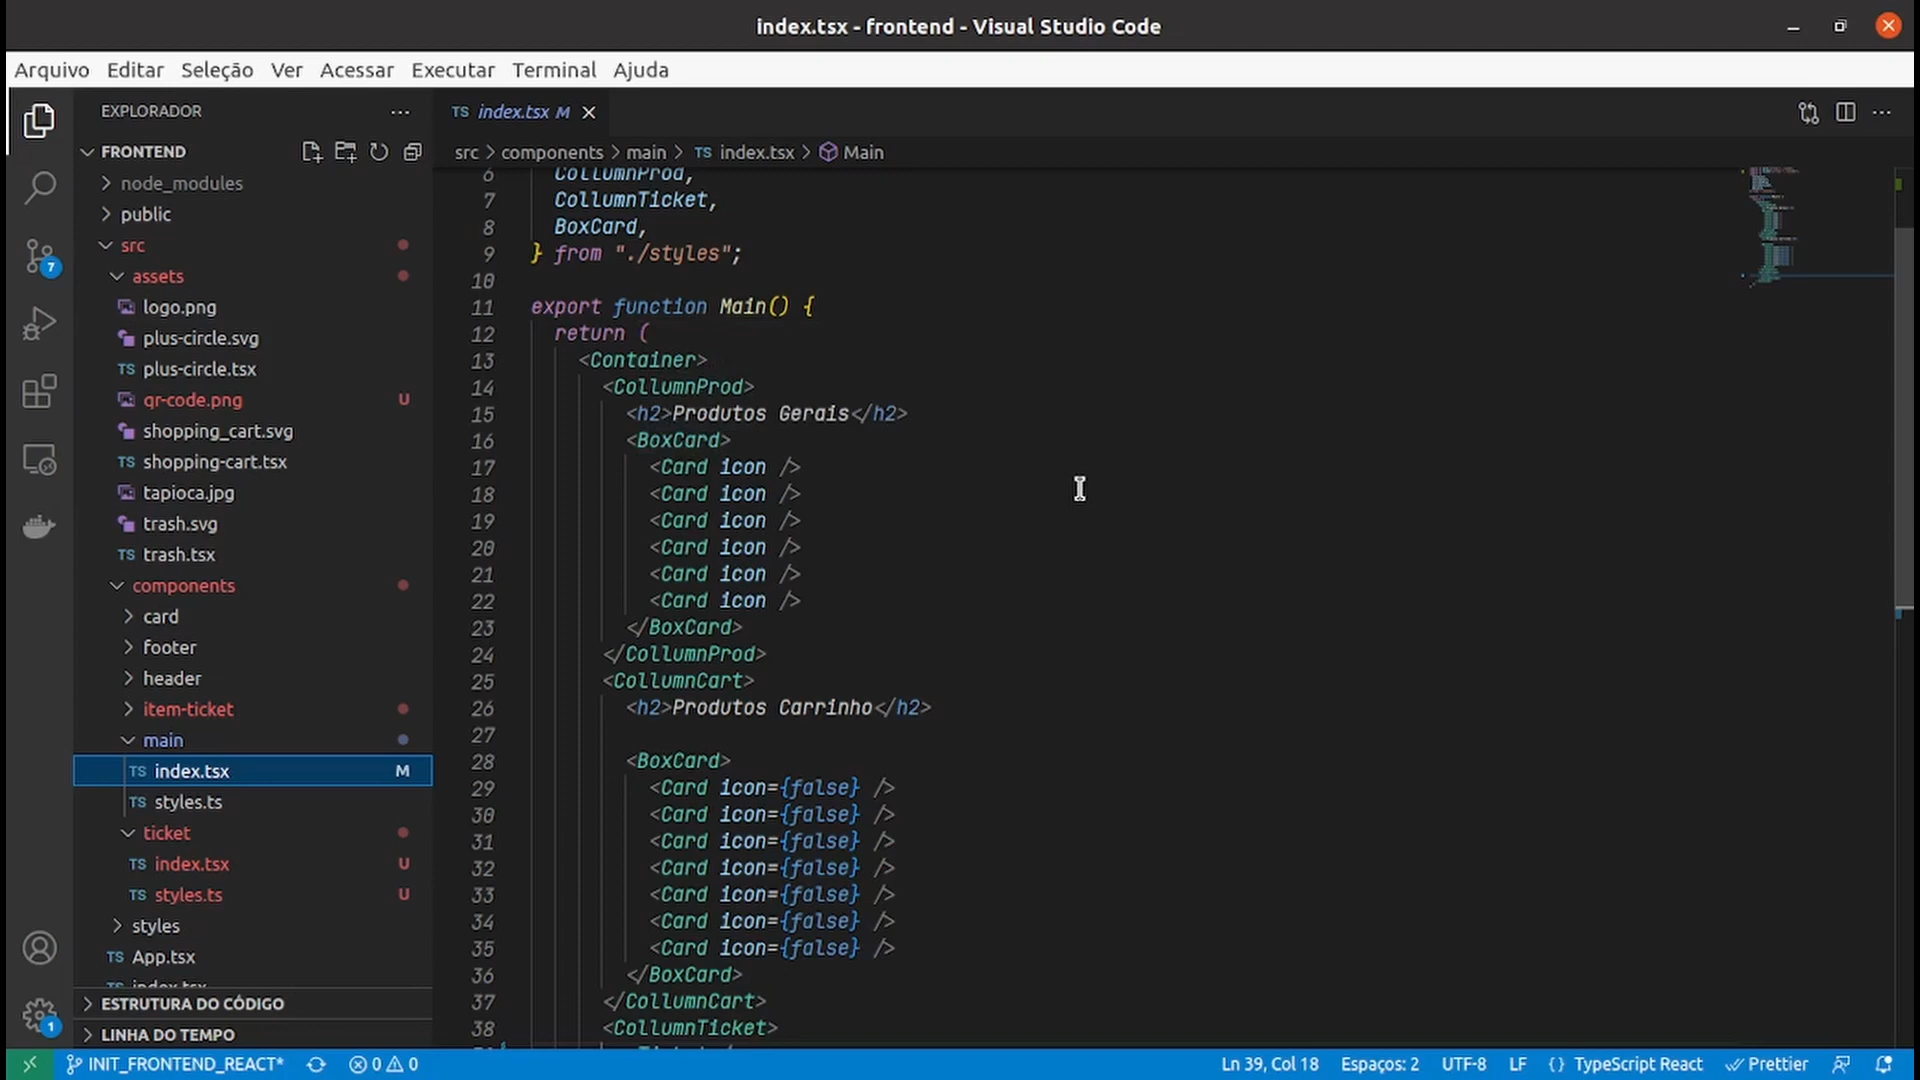 index.tsx - frontend - Visual Studio Code
Arquivo Editar Seleção Ver Acessar Executar Terminal Ajuda
EXPLORADOR
FRONTEND
node_modules
public
src
assets
logo.png
plus-circle.svg
TS plus-circle.tsx
qr-code.png U
shopping_cart.svg
TS shopping-cart.tsx
tapioca.jpg
trash.svg
TS trash.tsx
components
card
footer
header
item-ticket
main
TS index.tsx M
TS styles.ts
ticket
TS index.tsx U
TS styles.ts U
styles
TS App.tsx
index.tsx
ESTRUTURA DO CÓDIGO
LINHA DO TEMPO
7
1
TS index.tsx M
src > components > main > TS index.tsx > Main
6 CollumnProd,
7 CollumnTicket,
8 BoxCard,
9 } from "./styles";
10
11 export function Main() {
12 return (
13 <Container>
14 <CollumnProd>
15 <h2>Produtos Gerais</h2>
16 <BoxCard>
17 <Card icon />
18 <Card icon />
19 <Card icon />
20 <Card icon />
21 <Card icon />
22 <Card icon />
23 </BoxCard>
24 </CollumnProd>
25 <CollumnCart>
26 <h2>Produtos Carrinho</h2>
27
28 <BoxCard>
29 <Card icon={false} />
30 <Card icon={false} />
31 <Card icon={false} />
32 <Card icon={false} />
33 <Card icon={false} />
34 <Card icon={false} />
35 <Card icon={false} />
36 </BoxCard>
37 </CollumnCart>
38 <CollumnTicket>
INIT_FRONTEND_REACT* 0 0 Ln 39, Col 18 Espaços: 2 UTF-8 LF {} TypeScript React Prettier